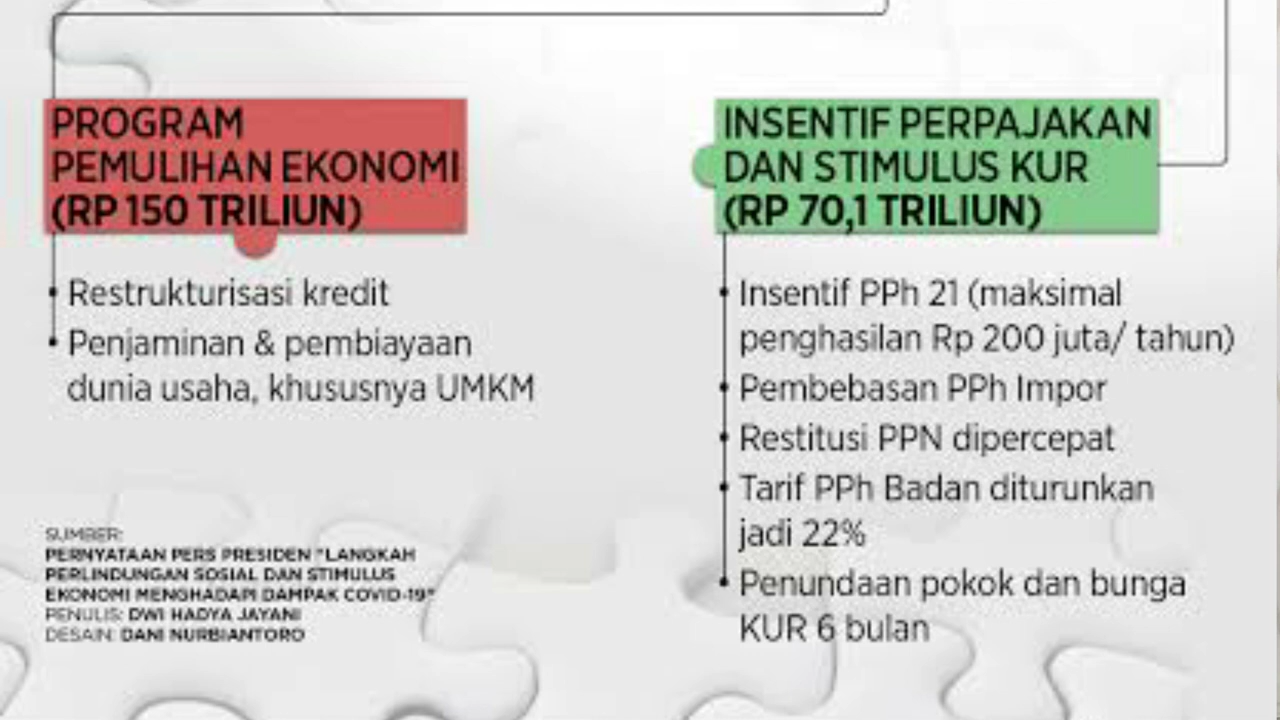 PROGRAM
PEMULIHAN EKONOMI
(RP 150 TRILIUN)
• Restrukturisasi kredit
• Penjaminan & pembiayaan
dunia usaha, khususnya UMKM
INSENTIF PERPAJAKAN
DAN STIMULUS KUR
(RP 70,1 TRILIUN)
• Insentif PPh 21 (maksimal
penghasilan Rp 200 juta/ tahun)
• Pembebasan PPh Impor
• Restitusi PPN dipercepat
• Tarif PPh Badan diturunkan
jadi 22%
• Penundaan pokok dan bunga
KUR 6 bulan
SUMBER:
PERNYATAAN PERS PRESIDEN "LANGKAH
PERLINDUNGAN SOSIAL DAN STIMULUS
EKONOMI MENGHADAPI DAMPAK COVID-19"
PENULIS: DWI HADYA JAYANI
DESAIN: DANI NURBIANTORO